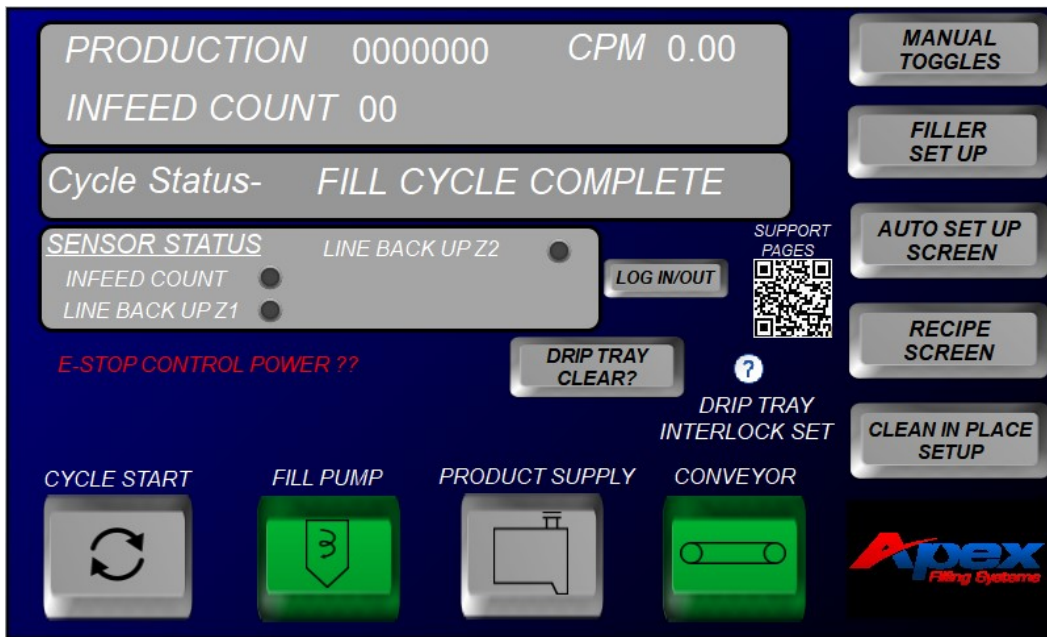 PRODUCTION 0000000 CPM 0.00
INFEED COUNT 00
Cycle Status- FILL CYCLE COMPLETE
SENSOR STATUS
LINE BACK UP Z2
INFEED COUNT
LINE BACK UP Z1
LOG IN/OUT
SUPPORT
PAGES
E-STOP CONTROL POWER ??
DRIP TRAY
CLEAR?
?
DRIP TRAY
INTERLOCK SET
CYCLE START
FILL PUMP
PRODUCT SUPPLY
CONVEYOR
MANUAL
TOGGLES
FILLER
SET UP
AUTO SET UP
SCREEN
RECIPE
SCREEN
CLEAN IN PLACE
SETUP
Apex
Filling Systems